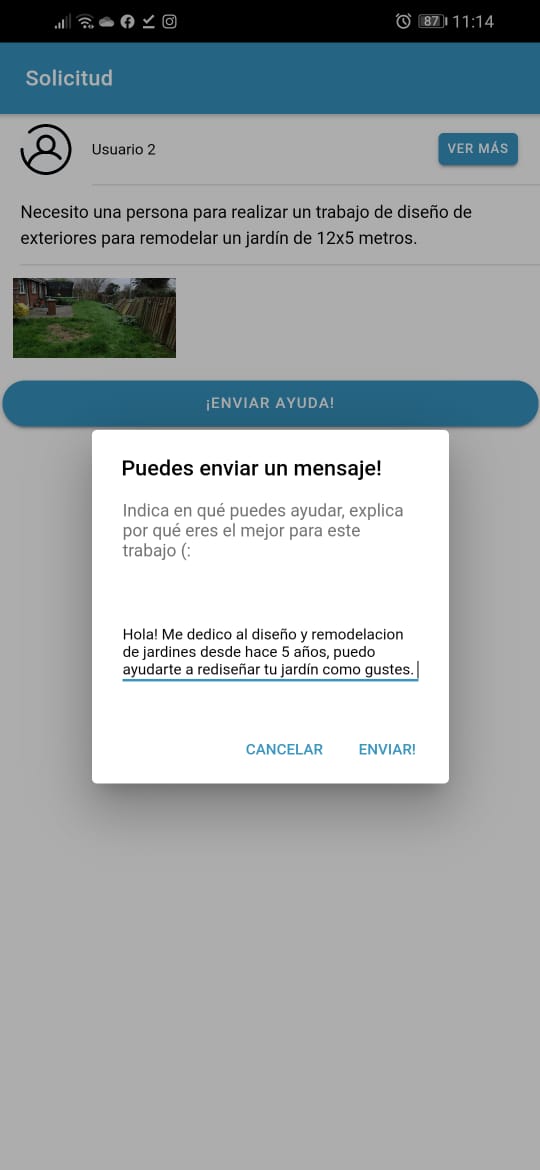 87 11:14
Solicitud
Usuario 2
VER MÁS
Necesito una persona para realizar un trabajo de diseño de
exteriores para remodelar un jardín de 12x5 metros.
¡ENVIAR AYUDA!
Puedes enviar un mensaje!
Indica en qué puedes ayudar, explica
por qué eres el mejor para este
trabajo (:
Hola! Me dedico al diseño y remodelacion
de jardines desde hace 5 años, puedo
ayudarte a rediseñar tu jardín como gustes.
CANCELAR ENVIAR!